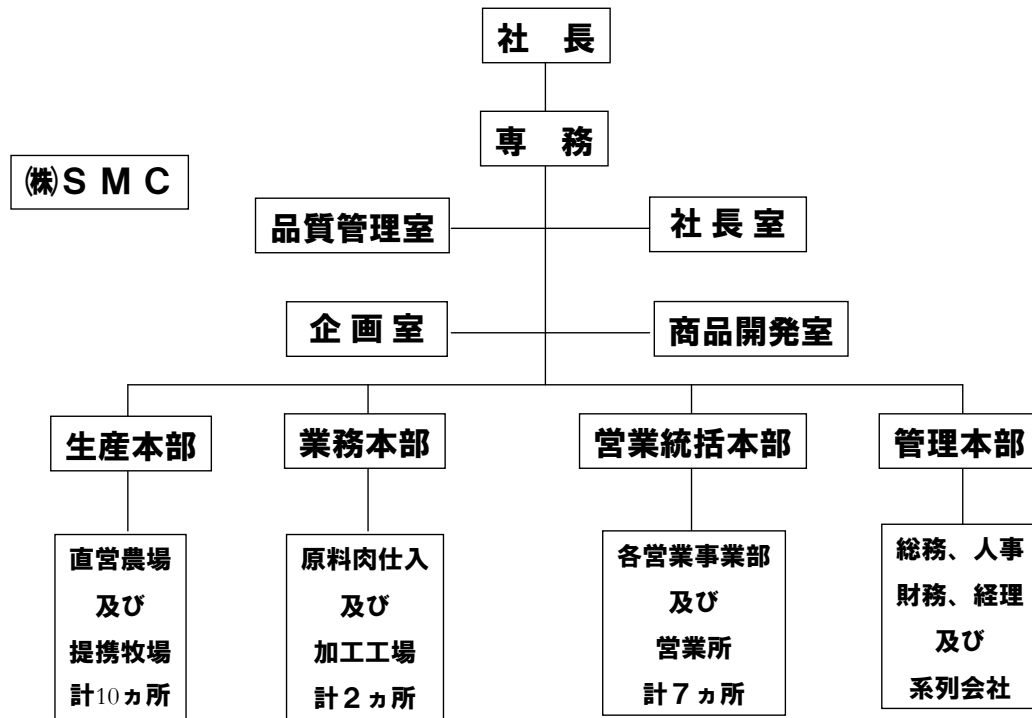 社　長
専　務
㈱ＳＭＣ
品質管理室
社長室
企画室
商品開発室
生産本部
業務本部
営業統括本部
管理本部
直営農場
及び
提携牧場
計10ヵ所
原料肉仕入
及び
加工工場
計２ヵ所
各営業事業部
及び
営業所
計７ヵ所
総務、人事
財務、経理
及び
系列会社